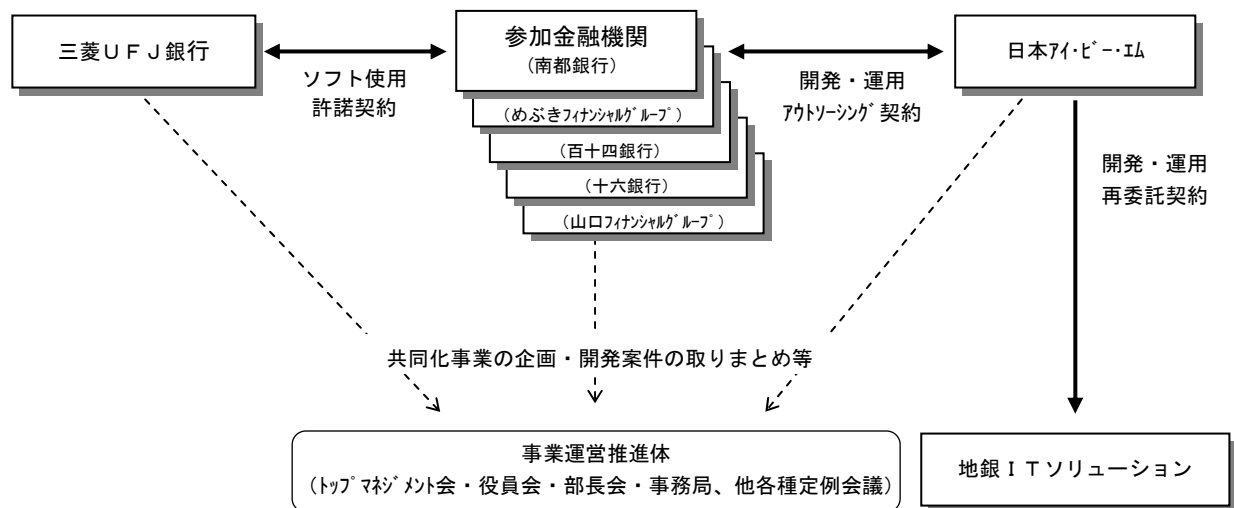 三菱ＵＦＪ銀行
ソフト使用
許諾契約
参加金融機関
(南都銀行)
(めぶきﾌｨﾅﾝｼｬﾙｸﾞﾙｰﾌﾟ)
(百十四銀行)
(十六銀行)
(山口ﾌｨﾅﾝｼｬﾙｸﾞﾙｰﾌﾟ)
開発・運用
ｱｳﾄｿｰｼﾝｸﾞ契約
日本ｱｲ･ﾋﾞｰ･ｴﾑ
開発・運用
再委託契約
共同化事業の企画・開発案件の取りまとめ等
事業運営推進体
(ﾄｯﾌﾟﾏﾈｼﾞﾒﾝﾄ会・役員会・部長会・事務局、他各種定例会議)
地銀ＩＴソリューション